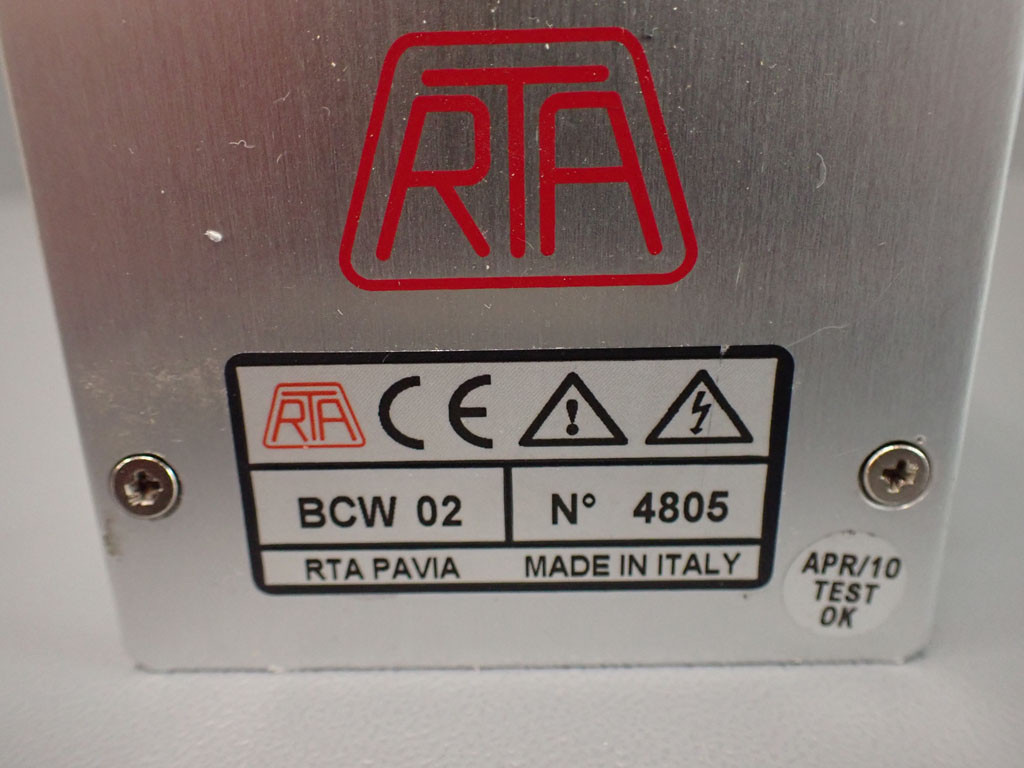 RTA
RTA CE !
BCW 02 N° 4805
RTA PAVIA MADE IN ITALY
APR/10
TEST
OK